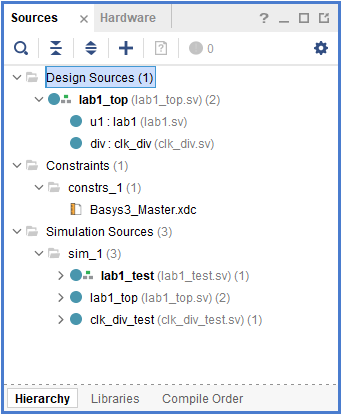 Sources × Hardware ? _ □ ×
0
Design Sources (1)
lab1_top (lab1_top.sv) (2)
u1 : lab1 (lab1.sv)
div : clk_div (clk_div.sv)
Constraints (1)
constrs_1 (1)
Basys3_Master.xdc
Simulation Sources (3)
sim_1 (3)
lab1_test (lab1_test.sv) (1)
lab1_top (lab1_top.sv) (2)
clk_div_test (clk_div_test.sv) (1)
Hierarchy Libraries Compile Order